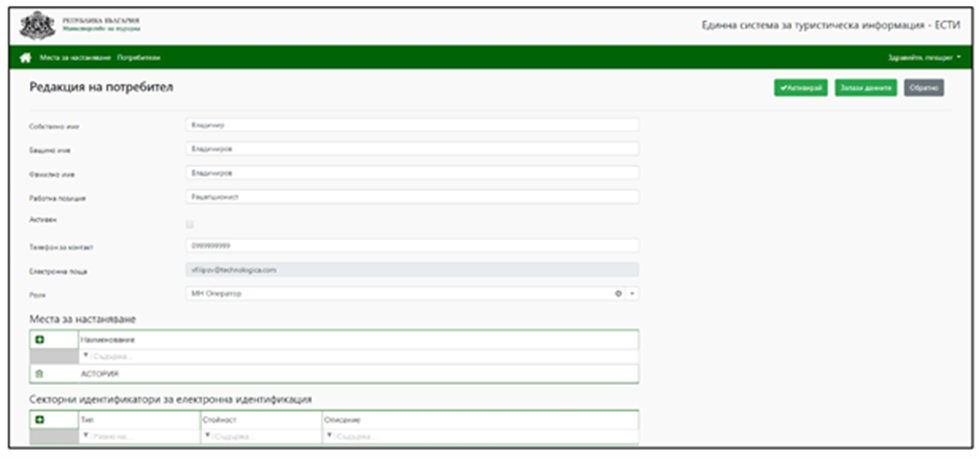 РЕПУБЛИКА БЪЛГАРИЯ
Министерство на туризма
Единна система за туристическа информация - ЕСТИ
Места за настаняване Потребители
Здравейте,
Редакция на потребител
Активирай Запази данните Обратно
Собствено име Владимир
Бащино име Владимиров
Фамилно име Владимиров
Работна позиция Рецепционист
Активен
Телефон за контакт 0999999999
Електронна поща vfilipov@technologica.com
Роля МН Оператор
Места за настаняване
Наименование
Съдържа...
АСТОРИЯ
Секторни идентификатори за електронна идентификация
Тип Стойност Описание
Равно на... Съдържа... Съдържа...